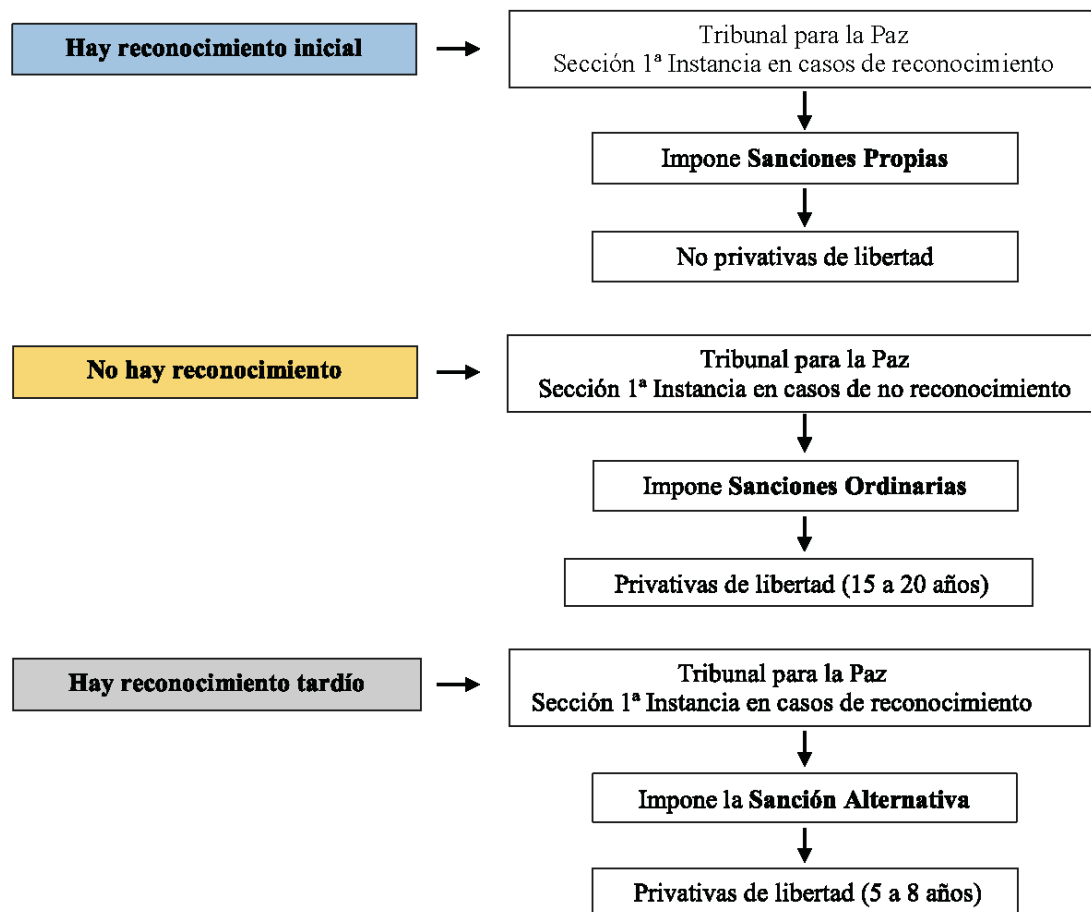 Hay reconocimiento inicial
Tribunal para la Paz
Sección 1ª Instancia en casos de reconocimiento
Impone Sanciones Propias
No privativas de libertad
No hay reconocimiento
Tribunal para la Paz
Sección 1ª Instancia en casos de no reconocimiento
Impone Sanciones Ordinarias
Privativas de libertad (15 a 20 años)
Hay reconocimiento tardío
Tribunal para la Paz
Sección 1ª Instancia en casos de reconocimiento
Impone la Sanción Alternativa
Privativas de libertad (5 a 8 años)